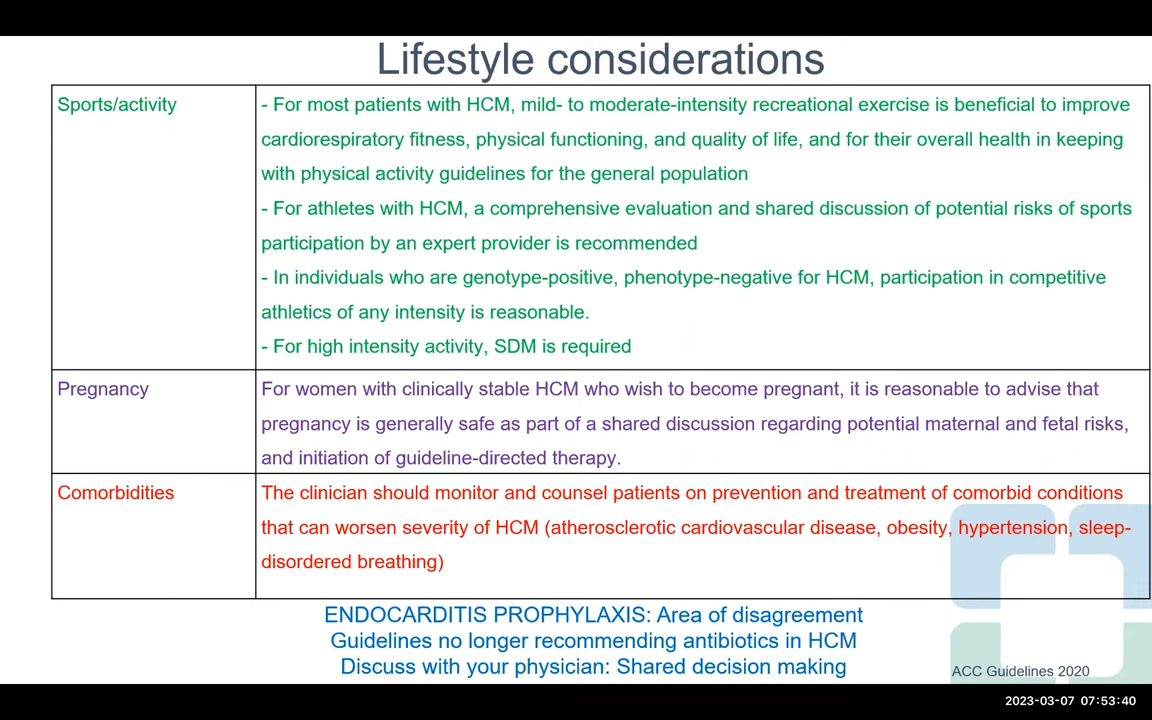 Lifestyle considerations
Sports/activity
- For most patients with HCM, mild- to moderate-intensity recreational exercise is beneficial to improve
cardiorespiratory fitness, physical functioning, and quality of life, and for their overall health in keeping
with physical activity guidelines for the general population
- For athletes with HCM, a comprehensive evaluation and shared discussion of potential risks of sports
participation by an expert provider is recommended
- In individuals who are genotype-positive, phenotype-negative for HCM, participation in competitive
athletics of any intensity is reasonable.
- For high intensity activity, SDM is required
Pregnancy
For women with clinically stable HCM who wish to become pregnant, it is reasonable to advise that
pregnancy is generally safe as part of a shared discussion regarding potential maternal and fetal risks,
and initiation of guideline-directed therapy.
Comorbidities
The clinician should monitor and counsel patients on prevention and treatment of comorbid conditions
that can worsen severity of HCM (atherosclerotic cardiovascular disease, obesity, hypertension, sleep-
disordered breathing)
ENDOCARDITIS PROPHYLAXIS: Area of disagreement
Guidelines no longer recommending antibiotics in HCM
Discuss with your physician: Shared decision making
ACC Guidelines 2020
2023-03-07 07:53:40